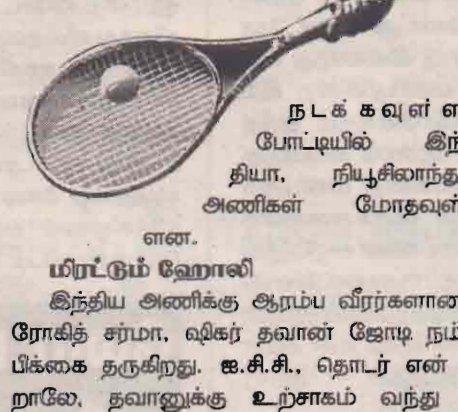 நடக்கவுள்ள
போட்டியில் இந்
தியா, நியூசிலாந்து
அணிகள் மோதவுள்
ளன.
மிரட்டும் ஹோலி
இந்திய அணிக்கு ஆரம்ப வீரர்களான
ரோகித் சர்மா, ஷிகர் தவான் ஜோடி நம்
பிக்கை தருகிறது. ஐ.சி.சி., தொடர் என்
றாலே, தவானுக்கு உற்சாகம் வந்து